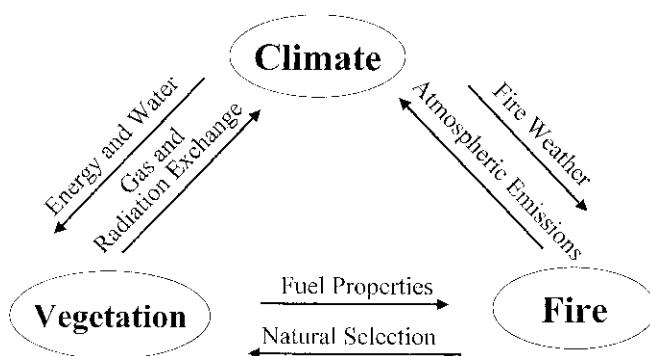 Climate
Energy and Water
Gas and
Radiation Exchange
Atmospheric Emissions
Fire Weather
Vegetation
Fuel Properties
Natural Selection
Fire